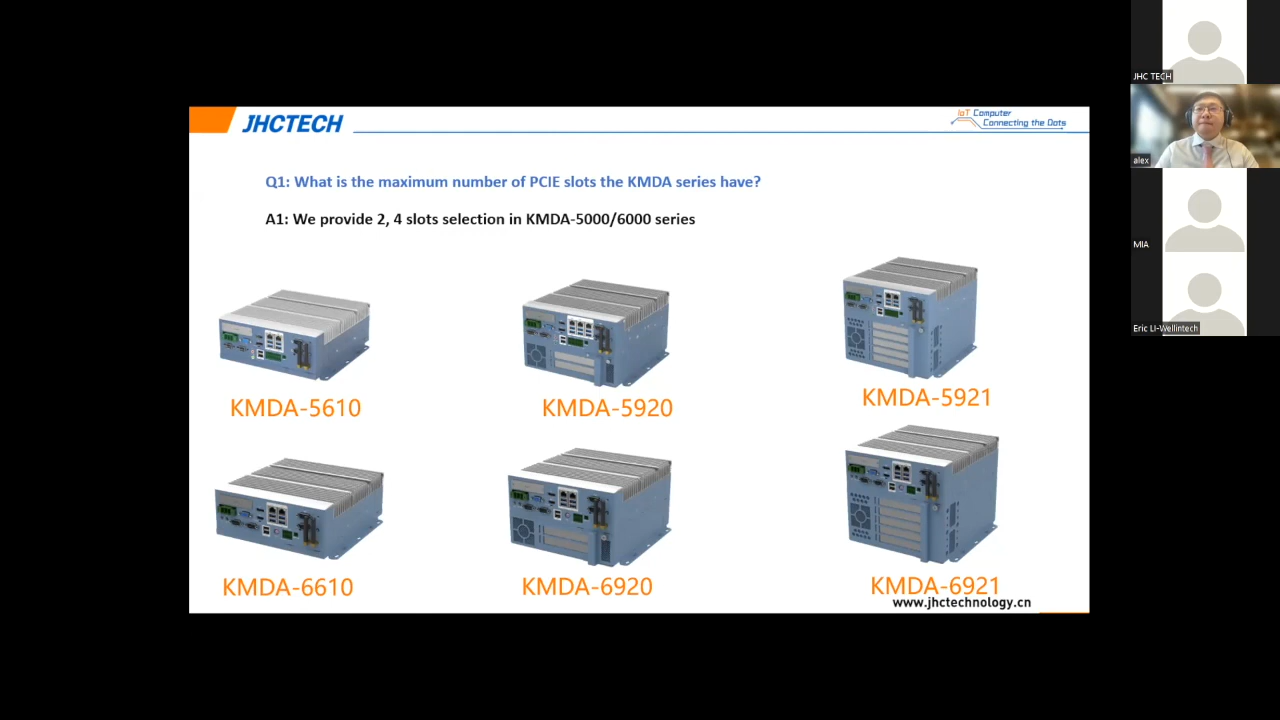 JHCTECH
IoT Computer
Connecting the Dots
Q1: What is the maximum number of PCIE slots the KMDA series have?
A1: We provide 2, 4 slots selection in KMDA-5000/6000 series
KMDA-5610
KMDA-5920
KMDA-5921
KMDA-6610
KMDA-6920
KMDA-6921
www.jhctechnology.cn
JHC TECH
alex
MIA
Eric LI-Wellintech